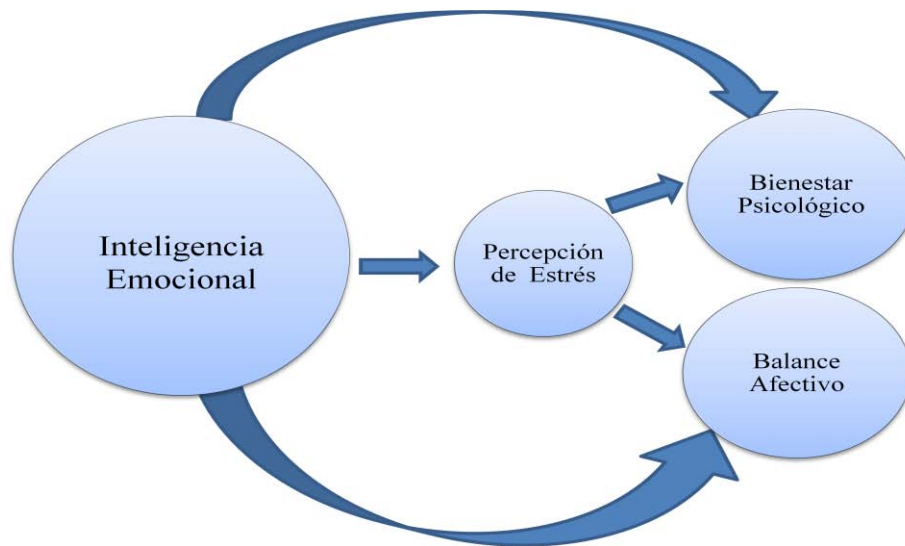 Inteligencia
Emocional
Percepción
de Estrés
Bienestar
Psicológico
Balance
Afectivo